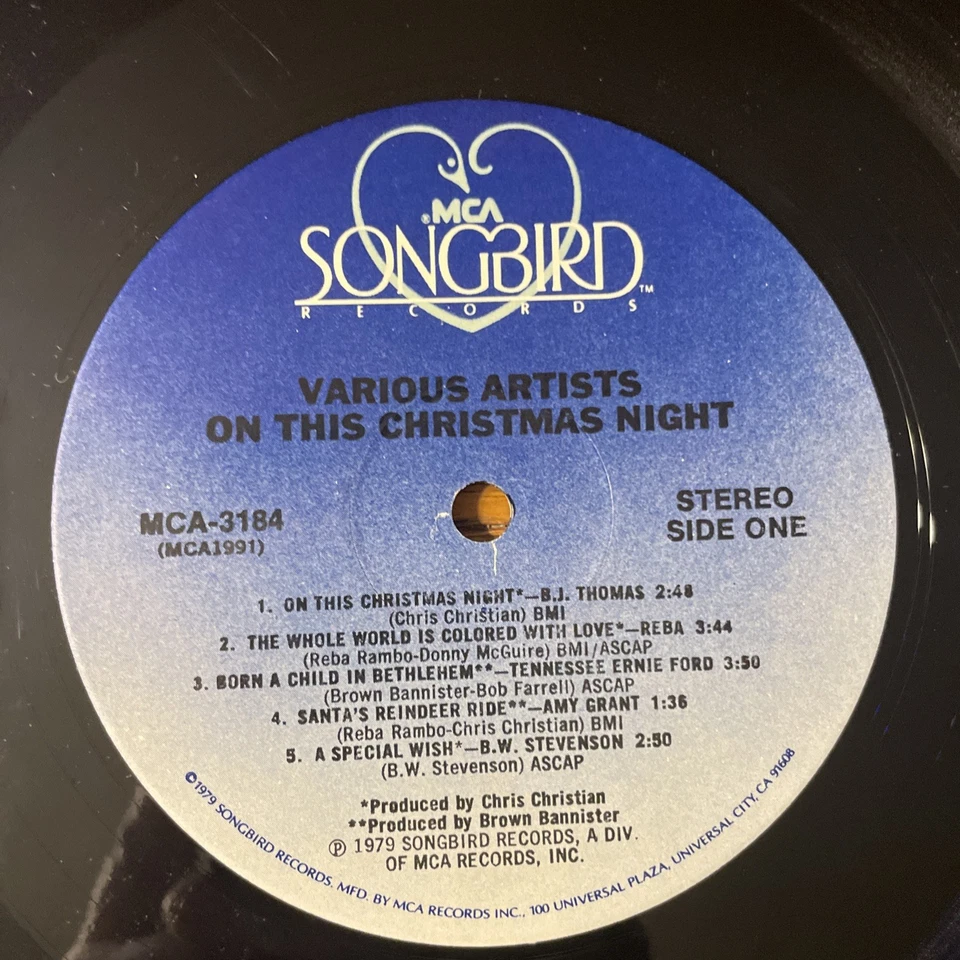 ®MCA
SONGBIRD™
RECORDS
VARIOUS ARTISTS
ON THIS CHRISTMAS NIGHT
MCA-3184
(MCA1991)
STEREO
SIDE ONE
1. ON THIS CHRISTMAS NIGHT*—B.J. THOMAS 2:48
(Chris Christian) BMI
2. THE WHOLE WORLD IS COLORED WITH LOVE*—REBA 3:44
(Reba Rambo-Donny McGuire) BMI/ASCAP
3. BORN A CHILD IN BETHLEHEM**—TENNESSEE ERNIE FORD 3:50
(Brown Bannister-Bob Farrell) ASCAP
4. SANTA'S REINDEER RIDE**—AMY GRANT 1:36
(Reba Rambo-Chris Christian) BMI
5. A SPECIAL WISH*—B.W. STEVENSON 2:50
(B.W. Stevenson) ASCAP
*Produced by Chris Christian
**Produced by Brown Bannister
℗ 1979 SONGBIRD RECORDS, A DIV.
OF MCA RECORDS, INC.
©1979 SONGBIRD RECORDS. MFD. BY MCA RECORDS INC., 100 UNIVERSAL PLAZA, UNIVERSAL CITY, CA 91608